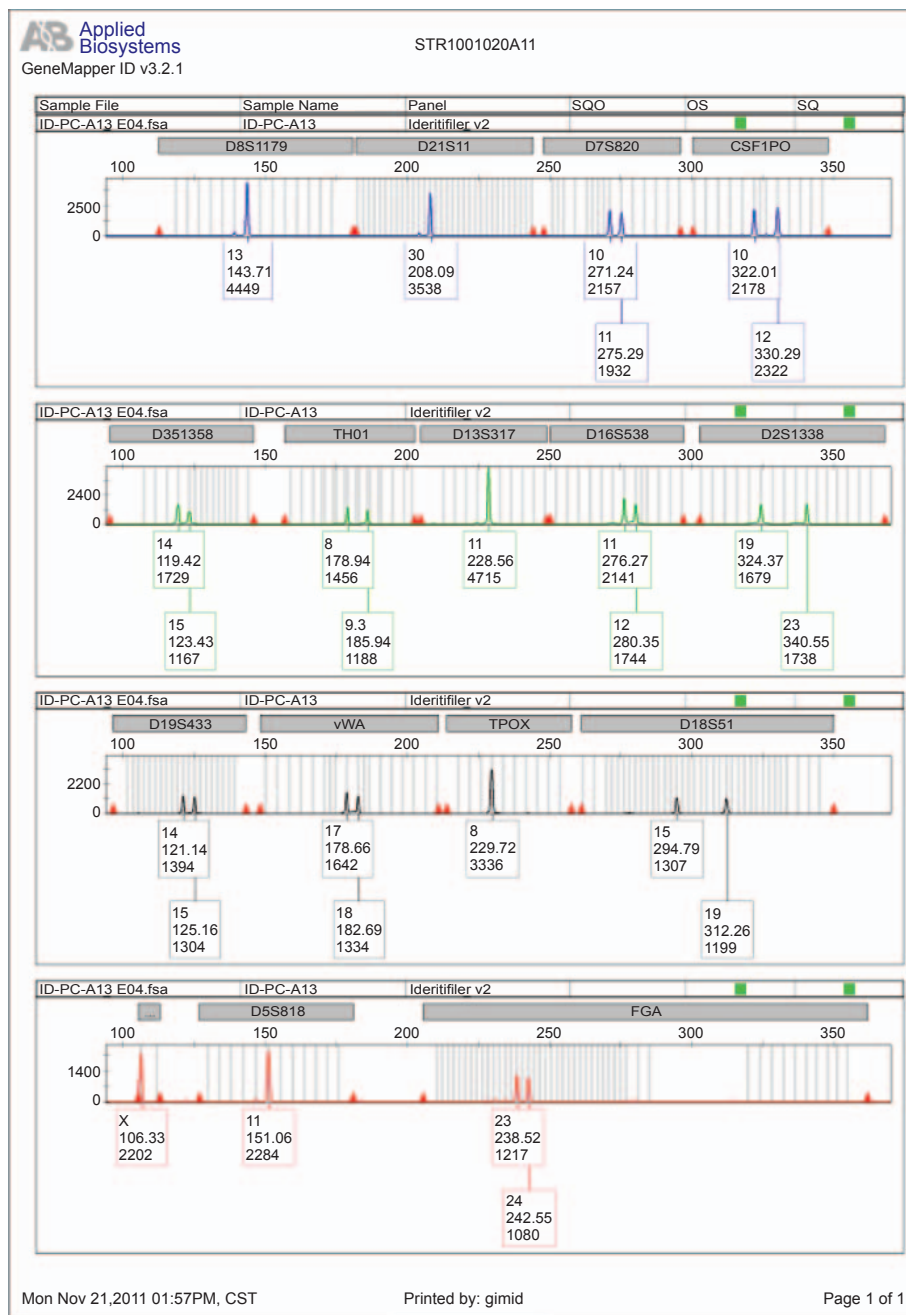 AB Applied
Biosystems
STR1001020A11
GeneMapper ID v3.2.1
Sample File Sample Name Panel SQO OS SQ
ID-PC-A13 E04.fsa ID-PC-A13 Ideritifiler v2
D8S1179 D21S11 D7S820 CSF1PO
100 150 200 250 300 350
2500
0
13 30 10 10
143.71 208.09 271.24 322.01
4449 3538 2157 2178
11 12
275.29 330.29
1932 2322
ID-PC-A13 E04.fsa ID-PC-A13 Ideritifiler v2
D351358 TH01 D13S317 D16S538 D2S1338
100 150 200 250 300 350
2400
0
14 8 11 11 19
119.42 178.94 228.56 276.27 324.37
1729 1456 4715 2141 1679
15 9.3 12 23
123.43 185.94 280.35 340.55
1167 1188 1744 1738
ID-PC-A13 E04.fsa ID-PC-A13 Ideritifiler v2
D19S433 vWA TPOX D18S51
100 150 200 250 300 350
2200
0
14 17 8 15
121.14 178.66 229.72 294.79
1394 1642 3336 1307
15 18 19
125.16 182.69 312.26
1304 1334 1199
ID-PC-A13 E04.fsa ID-PC-A13 Ideritifiler v2
... D5S818 FGA
100 150 200 250 300 350
1400
0
X 11 23
106.33 151.06 238.52
2202 2284 1217
24
242.55
1080
Mon Nov 21,2011 01:57PM, CST Printed by: gimid Page 1 of 1